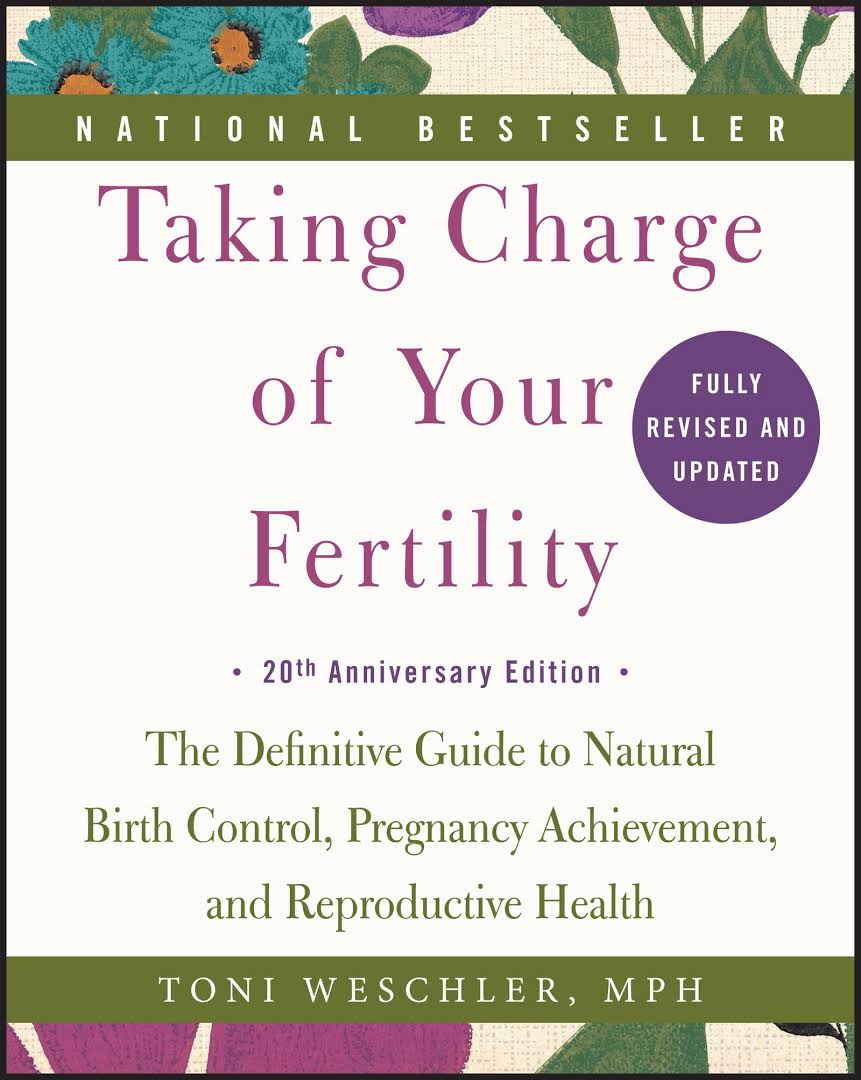 NATIONAL BESTSELLER
Taking Charge
of Your
Fertility
FULLY
REVISED AND
UPDATED
• 20th Anniversary Edition •
The Definitive Guide to Natural
Birth Control, Pregnancy Achievement,
and Reproductive Health
TONI WESCHLER, MPH